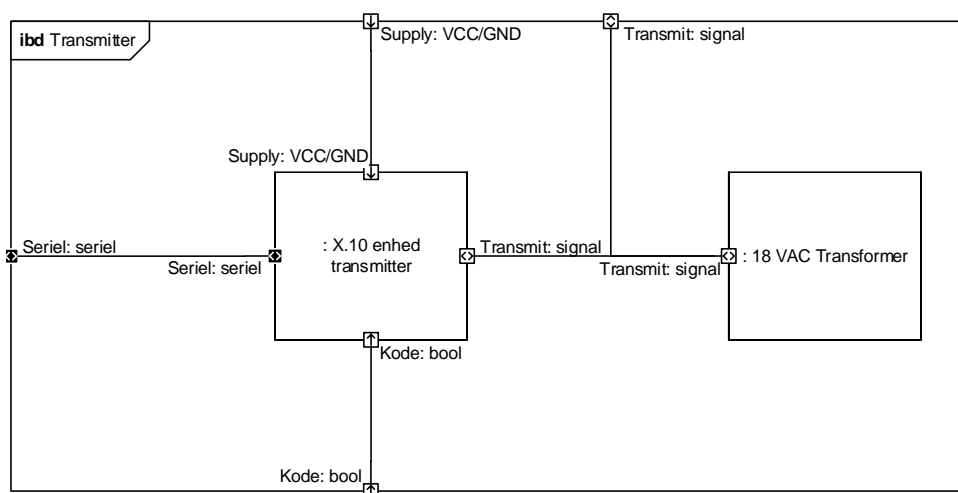 ibd Transmitter
Supply: VCC/GND
Transmit: signal
Supply: VCC/GND
Seriel: seriel
Seriel: seriel
: X.10 enhed
transmitter
Transmit: signal
Transmit: signal
: 18 VAC Transformer
Kode: bool
Kode: bool